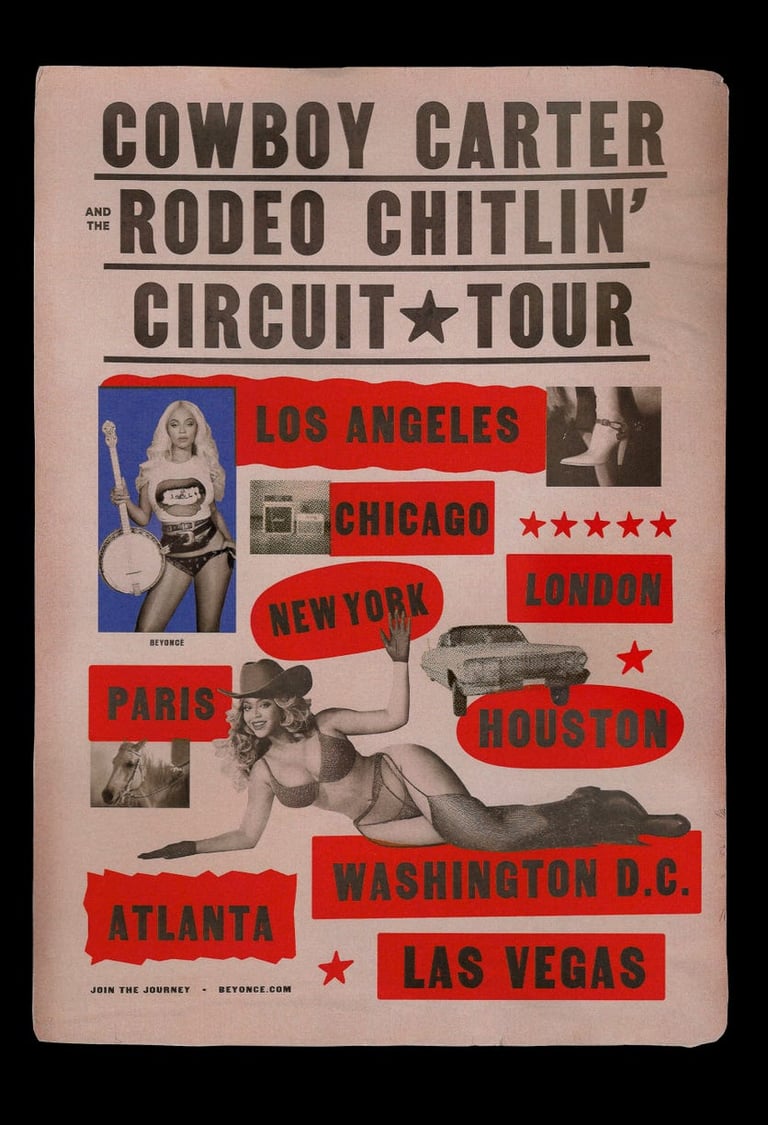 COWBOY CARTER
AND THE
RODEO CHITLIN'
CIRCUIT★TOUR
LOS ANGELES
CHICAGO
NEW YORK
LONDON
PARIS
HOUSTON
WASHINGTON D.C.
ATLANTA
LAS VEGAS
BEYONCÉ
JOIN THE JOURNEY - BEYONCE.COM